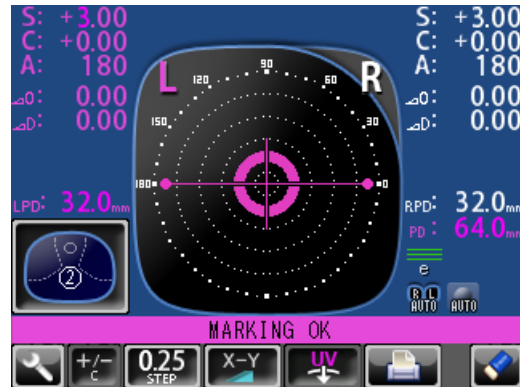 S: +3.00
C: +0.00
A: 180
⊿O: 0.00
⊿D: 0.00
LPD: 32.0mm
②
L
R
90
120
60
150
30
180
0
S: +3.00
C: +0.00
A: 180
⊿O: 0.00
⊿D: 0.00
RPD: 32.0mm
PD : 64.0mm
e
R L
AUTO
AUTO
MARKING OK
+/-
C
0.25
STEP
X-Y
UV